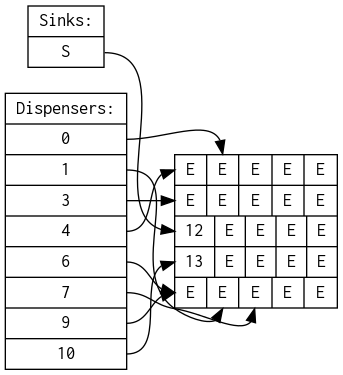 Sinks:
S
Dispensers:
0
1
3
4
6
7
9
10
E E E E E
E E E E E
12 E E E E
13 E E E E
E E E E E